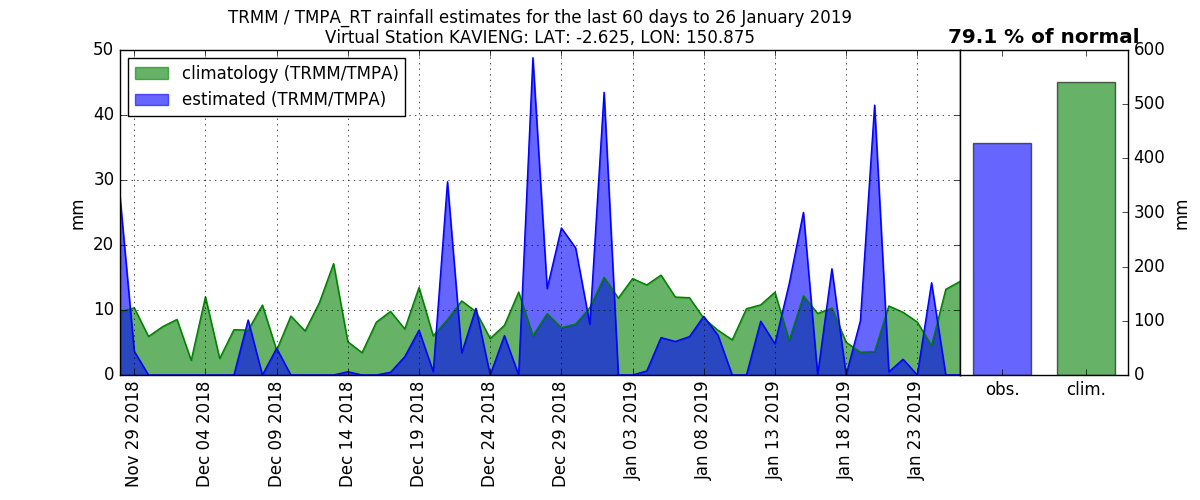 TRMM / TMPA_RT rainfall estimates for the last 60 days to 26 January 2019
Virtual Station KAVIENG: LAT: -2.625, LON: 150.875
79.1 % of normal
climatology (TRMM/TMPA)
estimated (TRMM/TMPA)
mm
50
40
30
20
10
0
Nov 29 2018
Dec 04 2018
Dec 09 2018
Dec 14 2018
Dec 19 2018
Dec 24 2018
Dec 29 2018
Jan 03 2019
Jan 08 2019
Jan 13 2019
Jan 18 2019
Jan 23 2019
obs.
clim.
600
500
400
300
200
100
0
mm